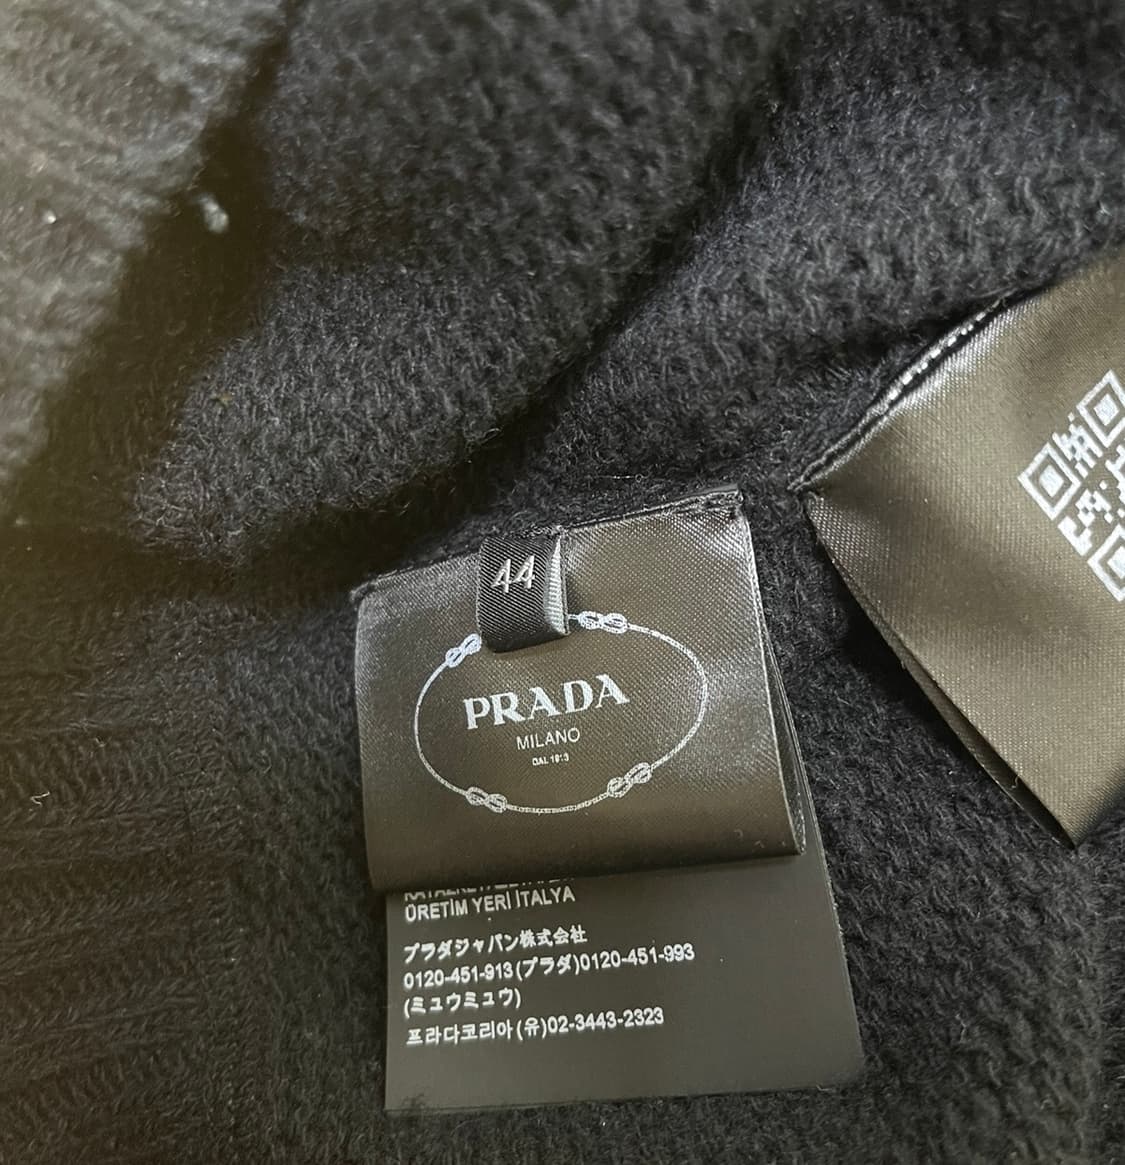 44
PRADA
MILANO
DAL 1913
ÜRETİM YERİ İTALYA
プラダジャパン株式会社
0120-451-913(プラダ)0120-451-993
(ミュウミュウ)
프라다코리아(유)02-3443-2323